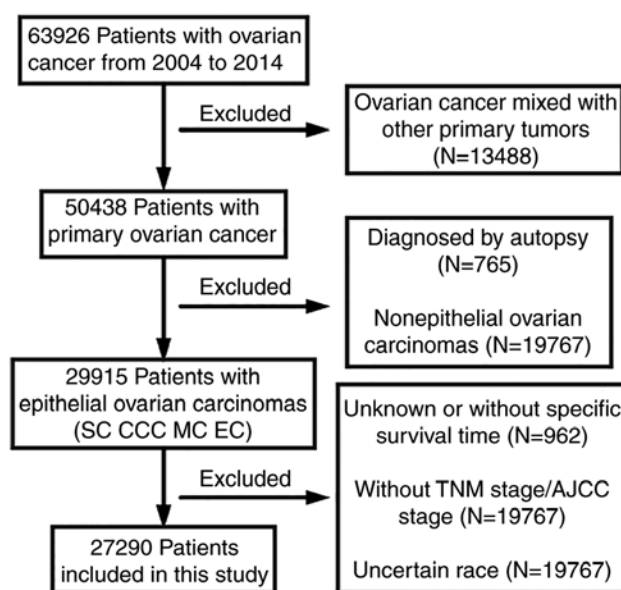 63926 Patients with ovarian
cancer from 2004 to 2014
Excluded
Ovarian cancer mixed with
other primary tumors
(N=13488)
50438 Patients with
primary ovarian cancer
Excluded
Diagnosed by autopsy
(N=765)
Nonepithelial ovarian
carcinomas (N=19767)
29915 Patients with
epithelial ovarian carcinomas
(SC CCC MC EC)
Excluded
Unknown or without specific
survival time (N=962)
Without TNM stage/AJCC
stage (N=19767)
Uncertain race (N=19767)
27290 Patients
included in this study